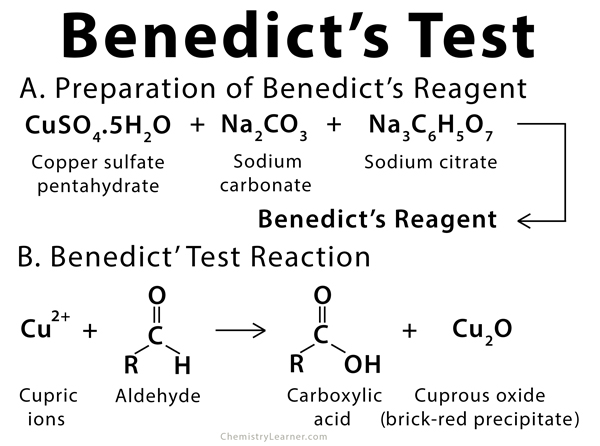 Benedict's Test
A. Preparation of Benedict's Reagent
CuSO₄.5H₂O + Na₂CO₃ + Na₃C₆H₅O₇
Copper sulfate Sodium Sodium citrate
pentahydrate carbonate
Benedict's Reagent
B. Benedict' Test Reaction
O O
Cu²⁺ + C C + Cu₂O
R H R OH
Cupric Aldehyde Carboxylic Cuprous oxide
ions acid (brick-red precipitate)
ChemistryLearner.com